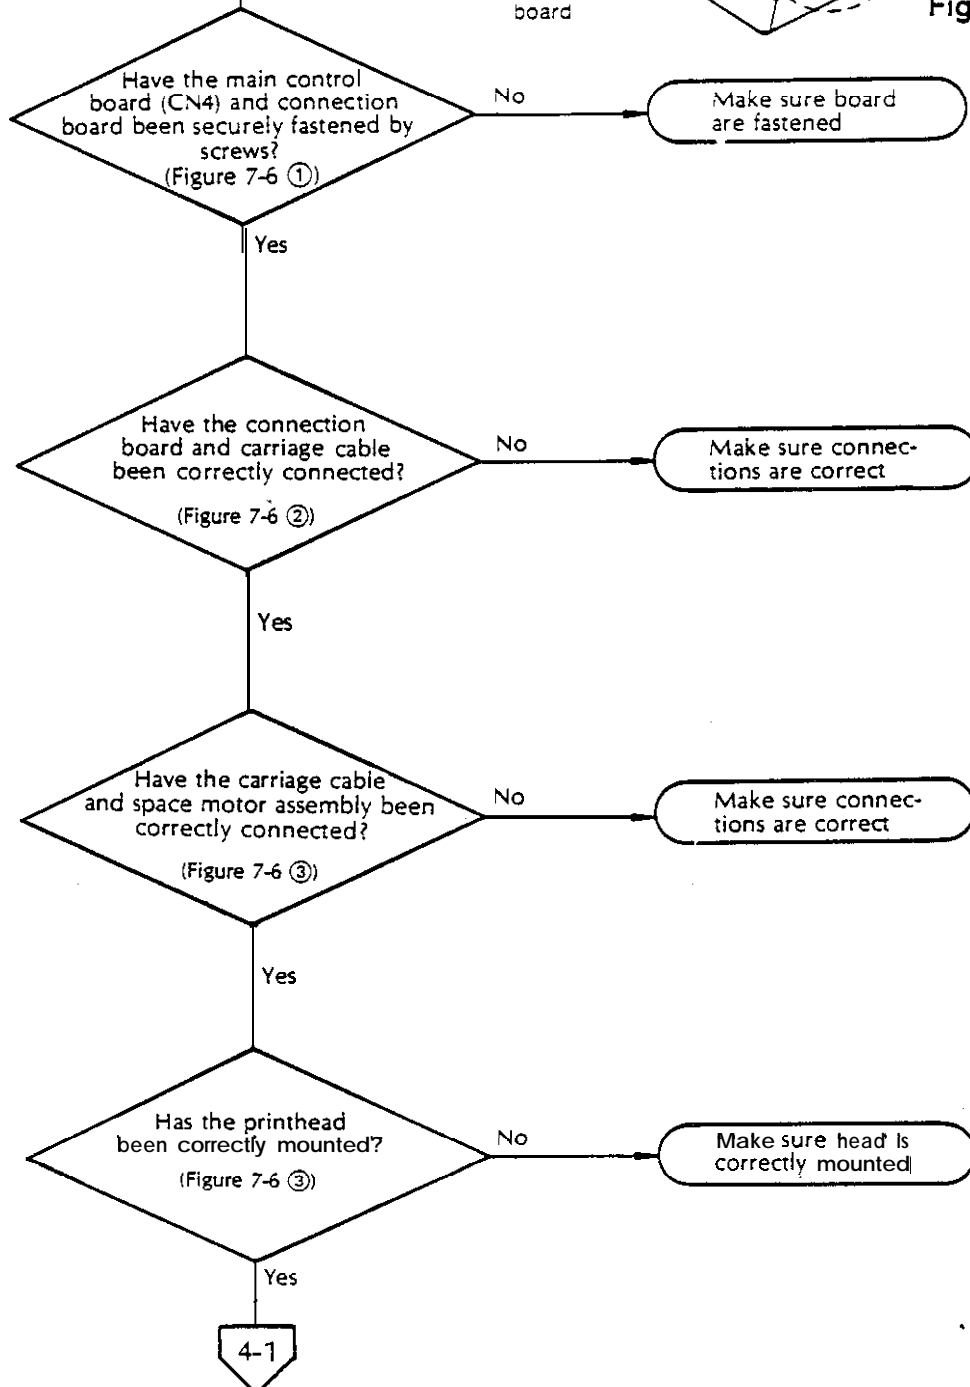 board
Fig
Have the main control
board (CN4) and connection
board been securely fastened by
screws?
(Figure 7-6 ①)
No
Make sure board
are fastened
Yes
Have the connection
board and carriage cable
been correctly connected?
(Figure 7-6 ②)
No
Make sure connec-
tions are correct
Yes
Have the carriage cable
and space motor assembly been
correctly connected?
(Figure 7-6 ③)
No
Make sure connec-
tions are correct
Yes
Has the printhead
been correctly mounted?
(Figure 7-6 ③)
No
Make sure head is
correctly mounted
Yes
4-1